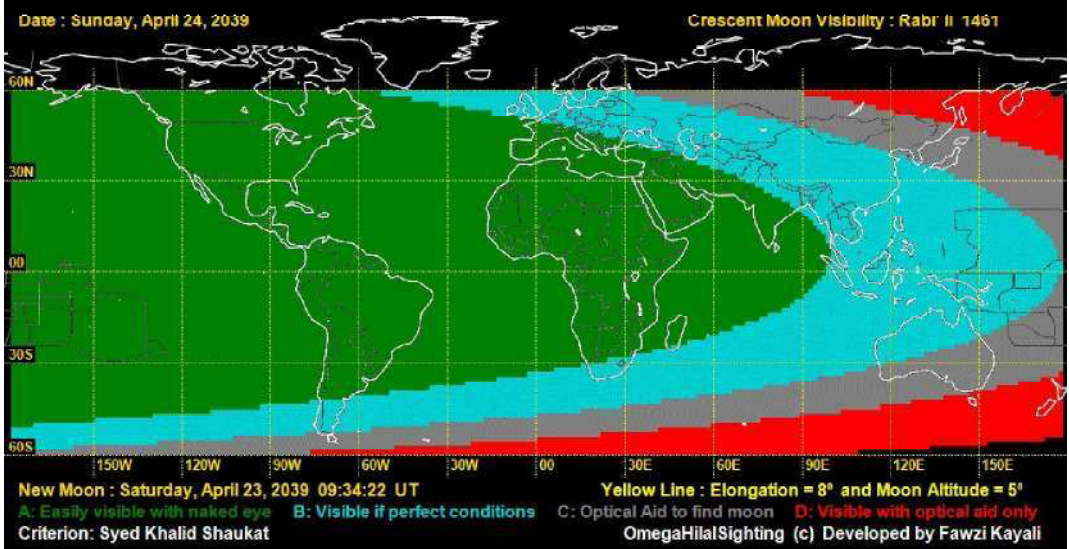 Date : Sunday, April 24, 2039
Crescent Moon Visibility : Rabi' II 1461
60N
30N
00
30S
60S
150W 120W 90W 60W 30W 00 30E 60E 90E 120E 150E
New Moon : Saturday, April 23, 2039 09:34:22 UT
Yellow Line : Elongation = 8° and Moon Altitude = 5°
A: Easily visible with naked eye B: Visible if perfect conditions C: Optical Aid to find moon D: Visible with optical aid only
Criterion: Syed Khalid Shaukat
OmegaHilalSighting (c) Developed by Fawzi Kayali